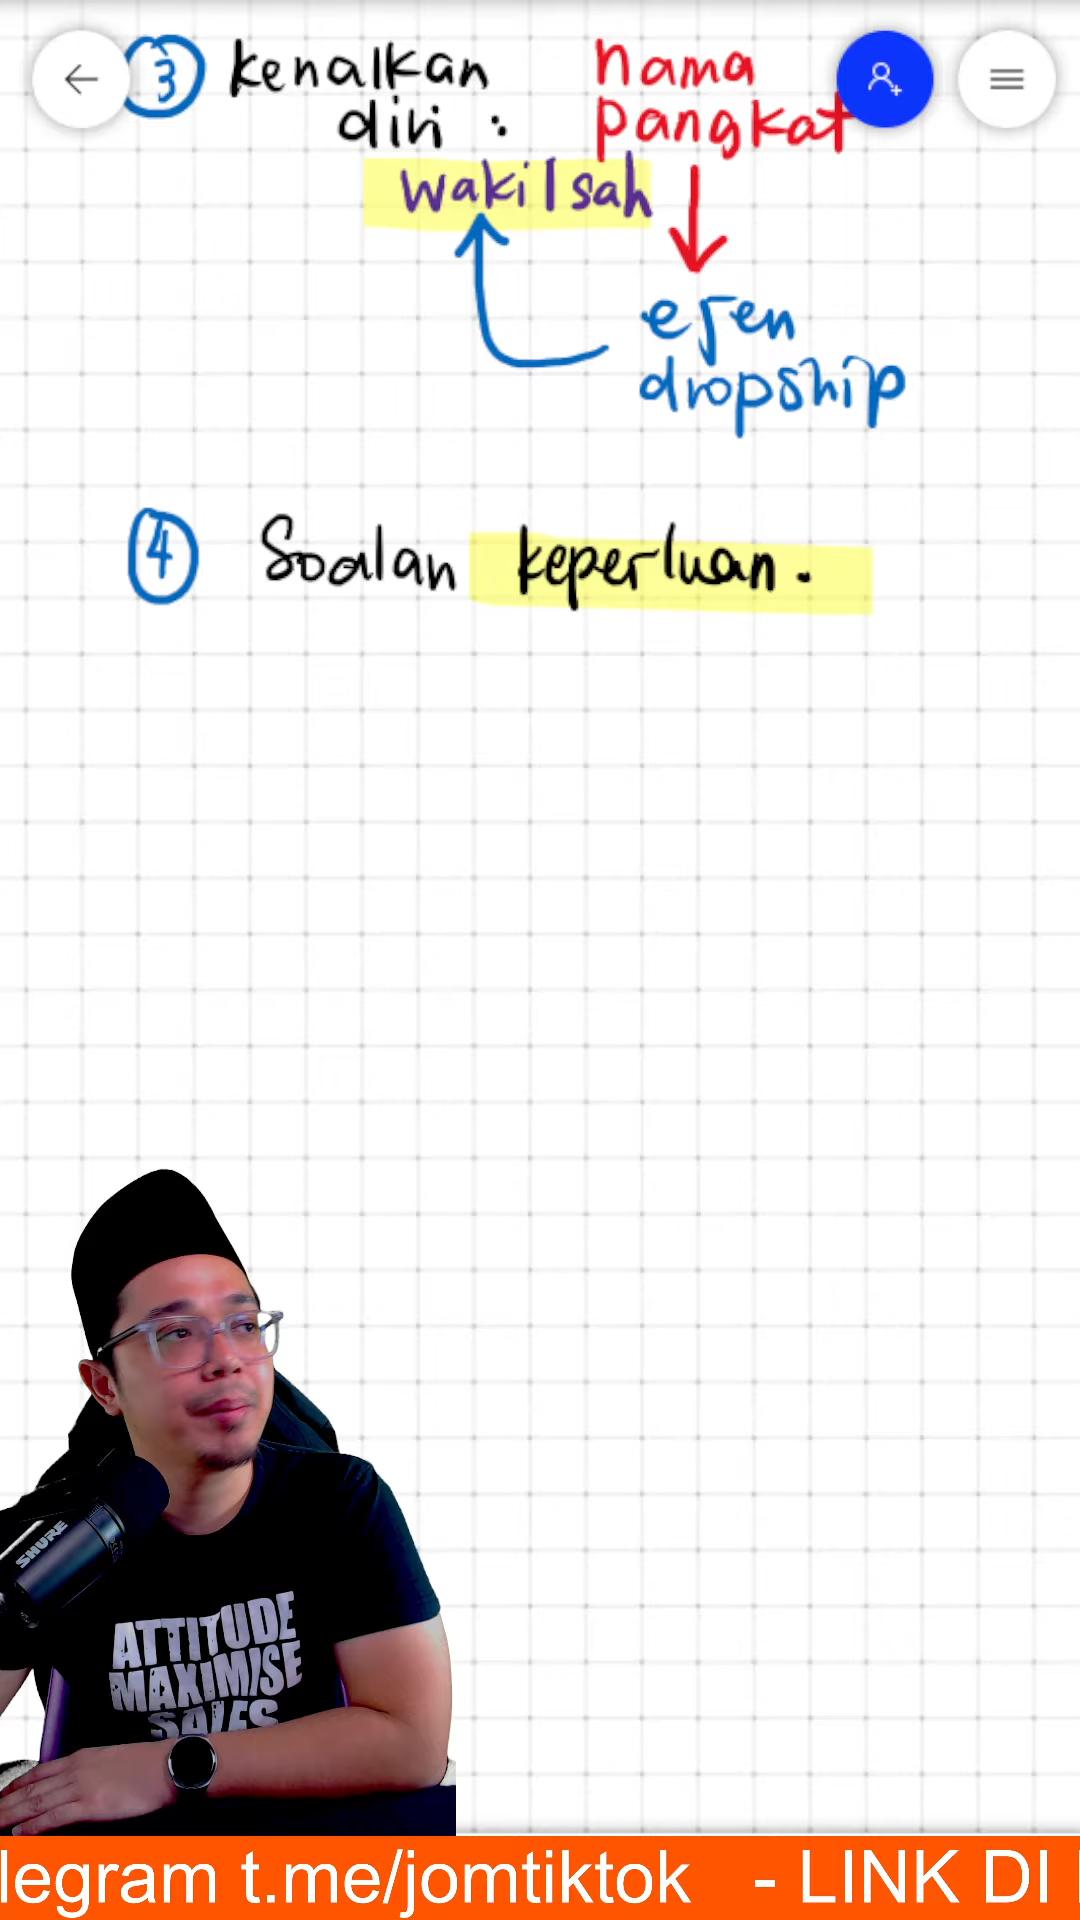 3 kenalkan nama
diri : pangkat
wakil sah
ejen
dropship
4 Soalan keperluan.
SHURE
ATTITUDE
MAXIMISE
SALES
legram t.me/jomtiktok - LINK DI